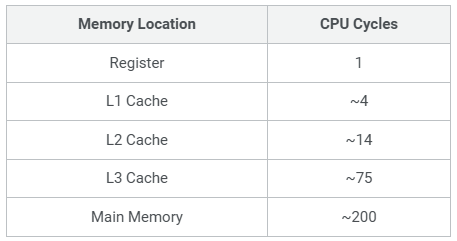 Memory Location CPU Cycles
Register 1
L1 Cache ~4
L2 Cache ~14
L3 Cache ~75
Main Memory ~200